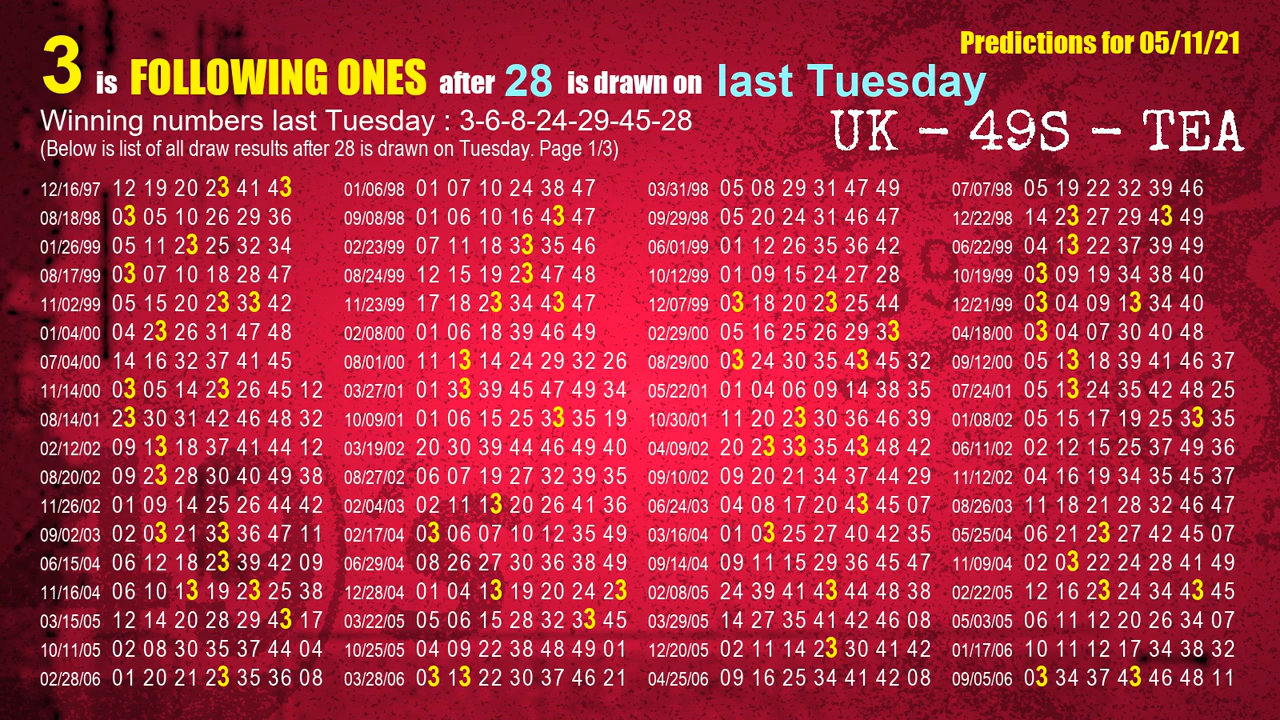 Predictions for 05/11/21
3 is FOLLOWING ONES after 28 is drawn on last Tuesday
Winning numbers last Tuesday : 3-6-8-24-29-45-28
UK - 49S - TEA
(Below is list of all draw results after 28 is drawn on Tuesday. Page 1/3)
12/16/97 12 19 20 23 41 43 01/06/98 01 07 10 24 38 47 03/31/98 05 08 29 31 47 49 07/07/98 05 19 22 32 39 46
08/18/98 03 05 10 26 29 36 09/08/98 01 06 10 16 43 47 09/29/98 05 20 24 31 46 47 12/22/98 14 23 27 29 43 49
01/26/99 05 11 23 25 32 34 02/23/99 07 11 18 33 35 46 06/01/99 01 12 26 35 36 42 06/22/99 04 13 22 37 39 49
08/17/99 03 07 10 18 28 47 08/24/99 12 15 19 23 47 48 10/12/99 01 09 15 24 27 28 10/19/99 03 09 19 34 38 40
11/02/99 05 15 20 23 33 42 11/23/99 17 18 23 34 43 47 12/07/99 03 18 20 23 25 44 12/21/99 03 04 09 13 34 40
01/04/00 04 23 26 31 47 48 02/08/00 01 06 18 39 46 49 02/29/00 05 16 25 26 29 33 04/18/00 03 04 07 30 40 48
07/04/00 14 16 32 37 41 45 08/01/00 11 13 14 24 29 32 26 08/29/00 03 24 30 35 43 45 32 09/12/00 05 13 18 39 41 46 37
11/14/00 03 05 14 23 26 45 12 03/27/01 01 33 39 45 47 49 34 05/22/01 01 04 06 09 14 38 35 07/24/01 05 13 24 35 42 48 25
08/14/01 23 30 31 42 46 48 32 10/09/01 01 06 15 25 33 35 19 10/30/01 11 20 23 30 36 46 39 01/08/02 05 15 17 19 25 33 35
02/12/02 09 13 18 37 41 44 12 03/19/02 20 30 39 44 46 49 40 04/09/02 20 23 33 35 43 48 42 06/11/02 02 12 15 25 37 49 36
08/20/02 09 23 28 30 40 49 38 08/27/02 06 07 19 27 32 39 35 09/10/02 09 20 21 34 37 44 29 11/12/02 04 16 19 34 35 45 37
11/26/02 01 09 14 25 26 44 42 02/04/03 02 11 13 20 26 41 36 06/24/03 04 08 17 20 43 45 07 08/26/03 11 18 21 28 32 46 47
09/02/03 02 03 21 33 36 47 11 02/17/04 03 06 07 10 12 35 49 03/16/04 01 03 25 27 40 42 35 05/25/04 06 21 23 27 42 45 07
06/15/04 06 12 18 23 39 42 09 06/29/04 08 26 27 30 36 38 49 09/14/04 09 11 15 29 36 45 47 11/09/04 02 03 22 24 28 41 49
11/16/04 06 10 13 19 23 25 38 12/28/04 01 04 13 19 20 24 23 02/08/05 24 39 41 43 44 48 38 02/22/05 12 16 23 24 34 43 45
03/15/05 12 14 20 28 29 43 17 03/22/05 05 06 15 28 32 33 45 03/29/05 14 27 35 41 42 46 08 05/03/05 06 11 12 20 26 34 07
10/11/05 02 08 30 35 37 44 04 10/25/05 04 09 22 38 48 49 01 12/20/05 02 11 14 23 30 41 42 01/17/06 10 11 12 17 34 38 32
02/28/06 01 20 21 23 35 36 08 03/28/06 03 13 22 30 37 46 21 04/25/06 09 16 25 34 41 42 08 09/05/06 03 34 37 43 46 48 11